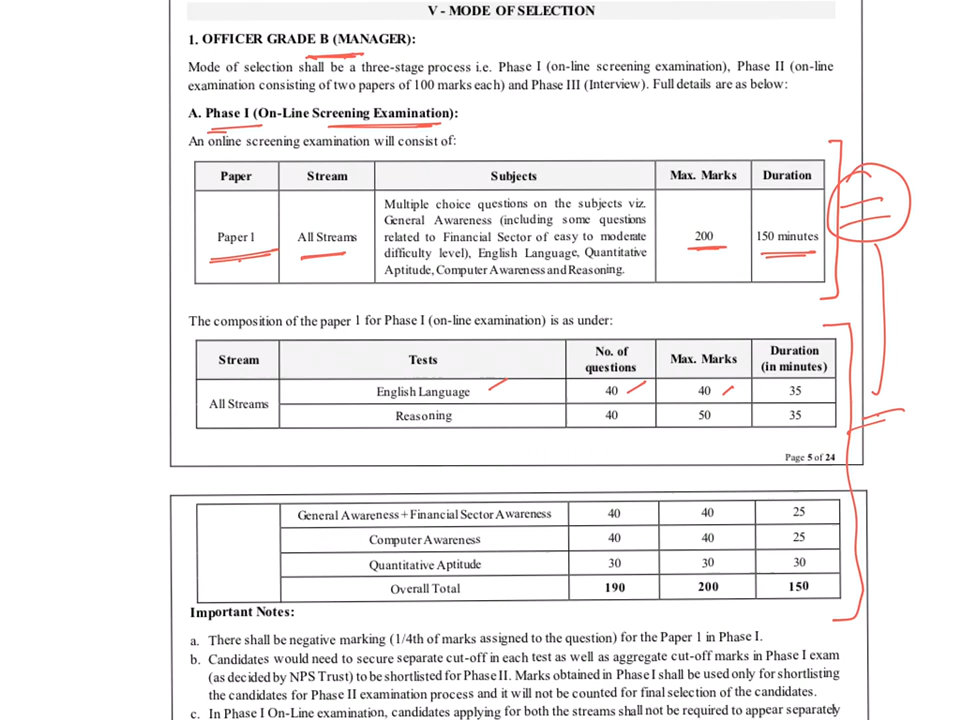 V - MODE OF SELECTION
1. OFFICER GRADE B (MANAGER):
Mode of selection shall be a three-stage process i.e. Phase I (on-line screening examination), Phase II (on-line
examination consisting of two papers of 100 marks each) and Phase III (Interview). Full details are as below:
A. Phase I (On-Line Screening Examination):
An online screening examination will consist of:
Paper Stream Subjects Max. Marks Duration
Multiple choice questions on the subjects viz.
General Awareness (including some questions
Paper 1 All Streams related to Financial Sector of easy to moderate 200 150 minutes
difficulty level), English Language, Quantitative
Aptitude, Computer Awareness and Reasoning.
The composition of the paper 1 for Phase I (on-line examination) is as under:
Stream Tests No. of questions Max. Marks Duration (in minutes)
All Streams English Language 40 40 35
Reasoning 40 50 35
Page 5 of 24
General Awareness + Financial Sector Awareness 40 40 25
Computer Awareness 40 40 25
Quantitative Aptitude 30 30 30
Overall Total 190 200 150
Important Notes:
a. There shall be negative marking (1/4th of marks assigned to the question) for the Paper 1 in Phase I.
b. Candidates would need to secure separate cut-off in each test as well as aggregate cut-off marks in Phase I exam
(as decided by NPS Trust) to be shortlisted for Phase II. Marks obtained in Phase I shall be used only for shortlisting
the candidates for Phase II examination process and it will not be counted for final selection of the candidates.
c. In Phase I On-Line examination, candidates applying for both the streams shall not be required to appear separately